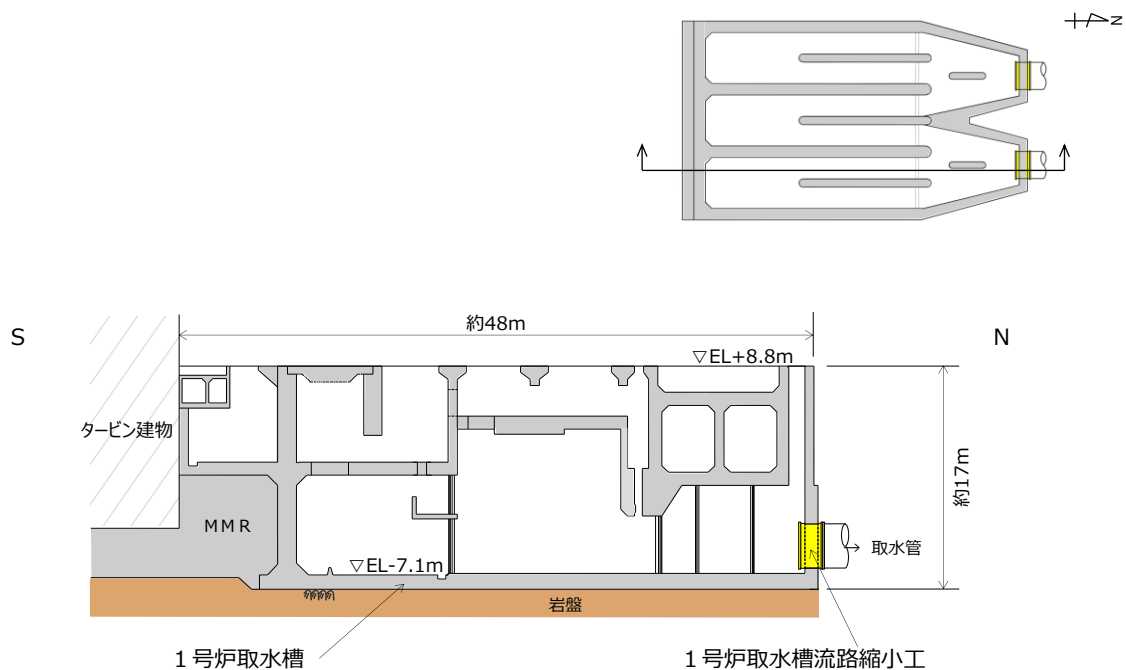 N
約48m
S
N
▽EL+8.8m
タービン建物
約17m
MMR
取水管
▽EL-7.1m
岩盤
1号炉取水槽
1号炉取水槽流路縮小工